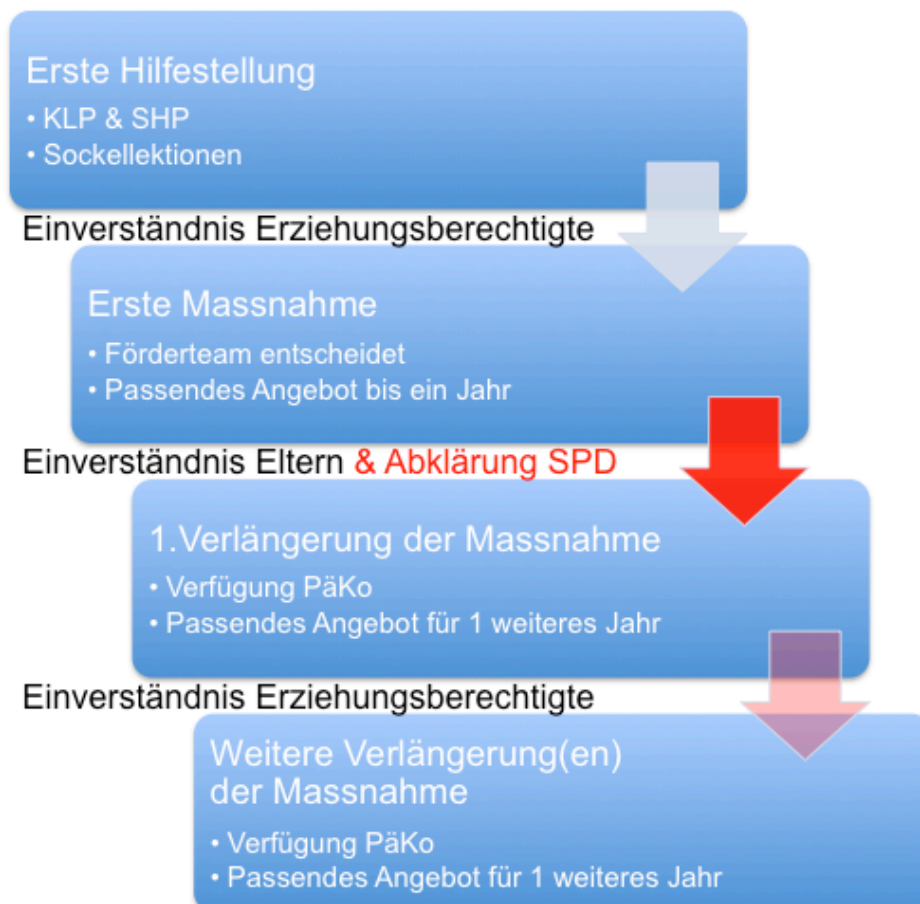 Erste Hilfestellung
• KLP & SHP
• Sockellektionen
Einverständnis Erziehungsberechtigte
Erste Massnahme
• Förderteam entscheidet
• Passendes Angebot bis ein Jahr
Einverständnis Eltern & Abklärung SPD
1.Verlängerung der Massnahme
• Verfügung PäKo
• Passendes Angebot für 1 weiteres Jahr
Einverständnis Erziehungsberechtigte
Weitere Verlängerung(en)
der Massnahme
• Verfügung PäKo
• Passendes Angebot für 1 weiteres Jahr